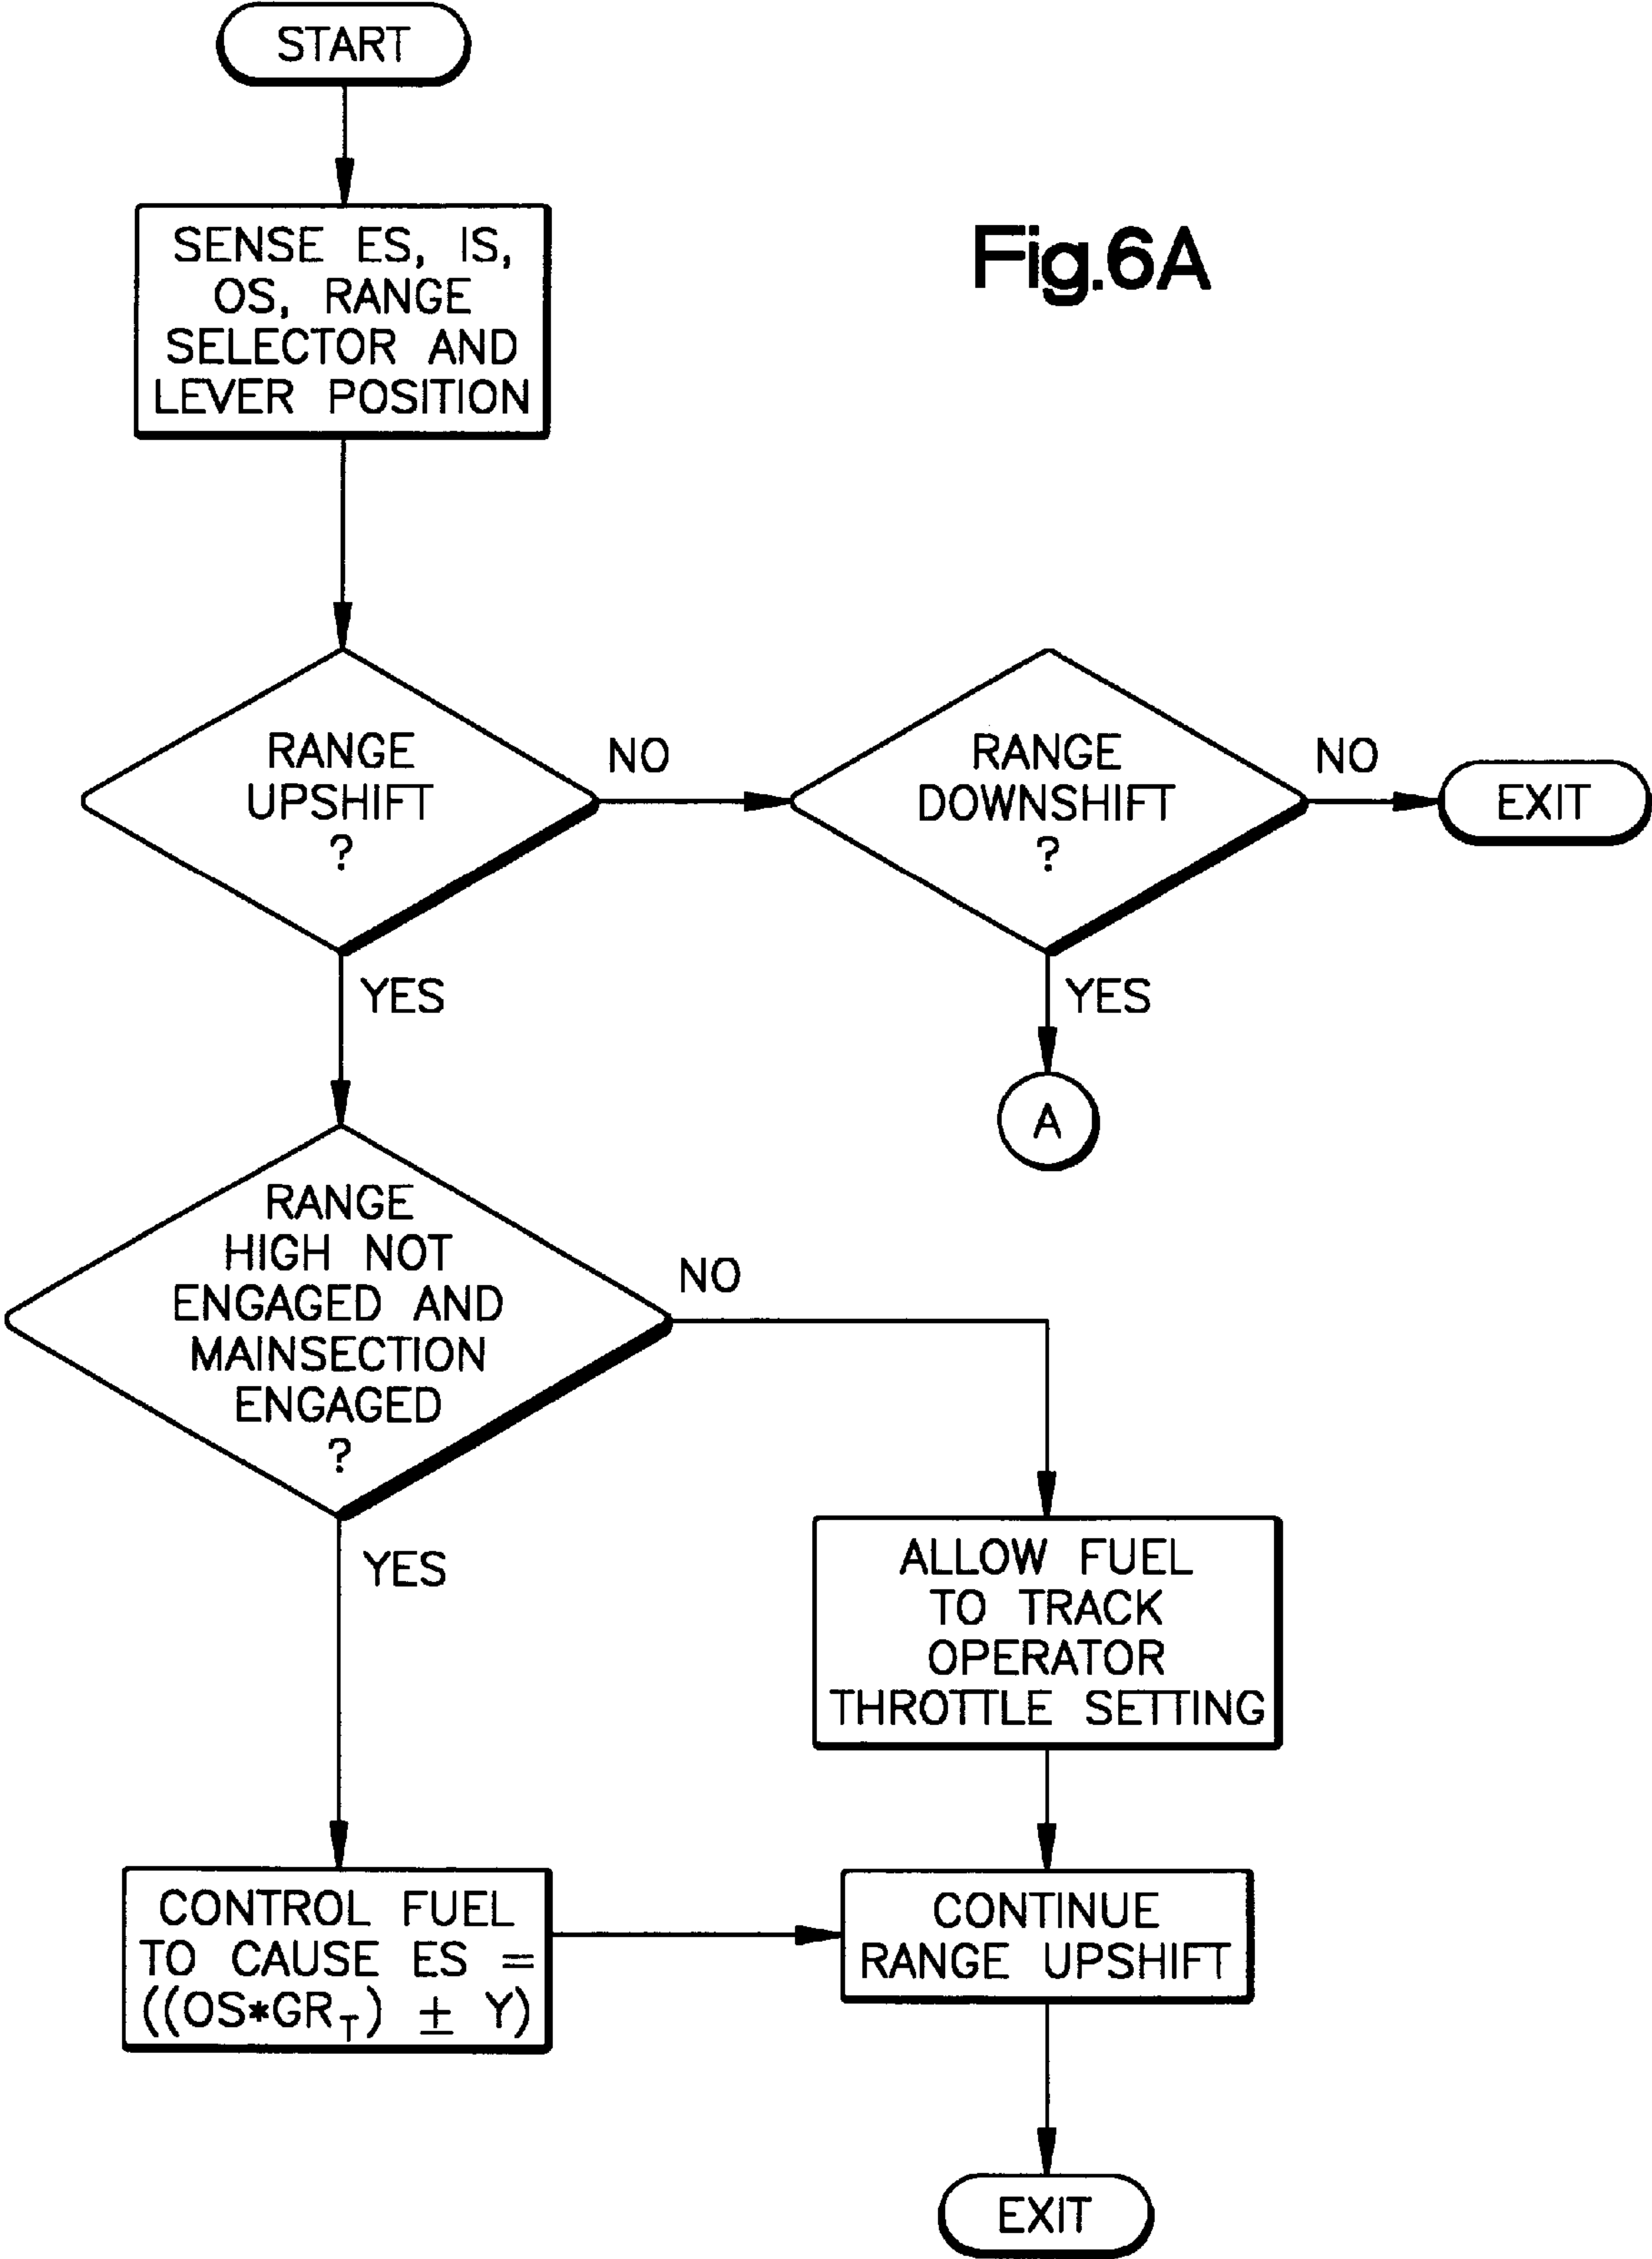 START
SENSE ES, IS,
OS, RANGE
SELECTOR AND
LEVER POSITION
Fig.6A
RANGE
UPSHIFT
?
NO
RANGE
DOWNSHIFT
?
NO
EXIT
YES
YES
A
RANGE
HIGH NOT
ENGAGED AND
MAINSECTION
ENGAGED
?
NO
YES
ALLOW FUEL
TO TRACK
OPERATOR
THROTTLE SETTING
CONTROL FUEL
TO CAUSE ES =
((OS*GR_T) ± Y)
CONTINUE
RANGE UPSHIFT
EXIT